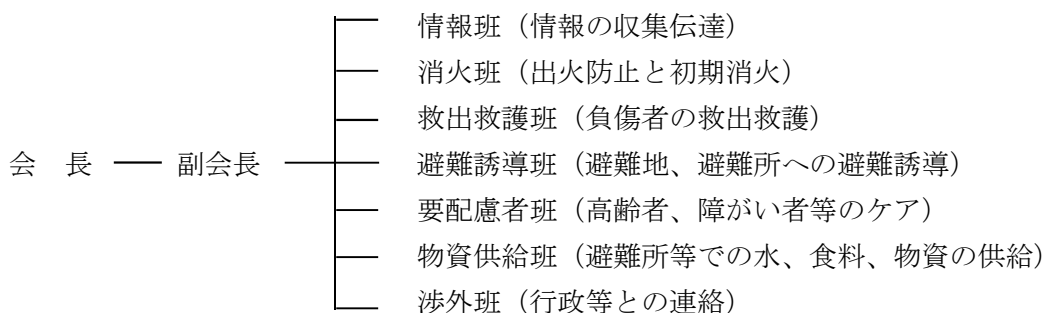 情報班（情報の収集伝達）
消火班（出火防止と初期消火）
救出救護班（負傷者の救出救護）
会　長　副会長　避難誘導班（避難地、避難所への避難誘導）
要配慮者班（高齢者、障がい者等のケア）
物資供給班（避難所等での水、食料、物資の供給）
渉外班（行政等との連絡）